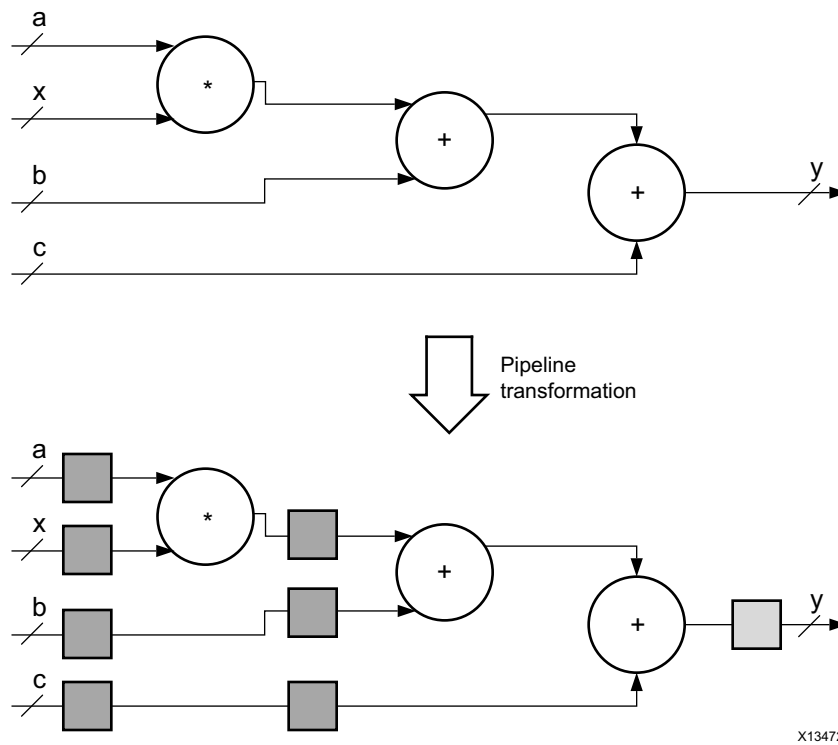 a
x
*
b
+
+
y
c
Pipeline
transformation
a
x
*
b
+
+
y
c
X13472